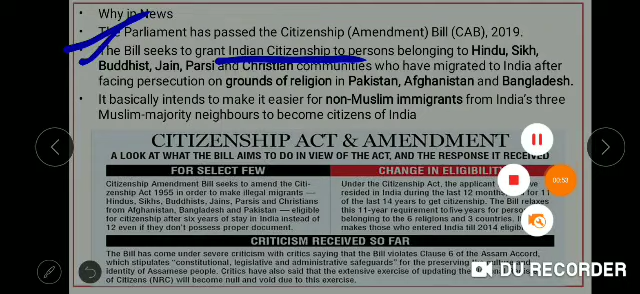 Why in News
The Parliament has passed the Citizenship (Amendment) Bill (CAB), 2019.
The Bill seeks to grant Indian Citizenship to persons belonging to Hindu, Sikh,
Buddhist, Jain, Parsi and Christian communities who have migrated to India after
facing persecution on grounds of religion in Pakistan, Afghanistan and Bangladesh.
It basically intends to make it easier for non-Muslim immigrants from India's three
Muslim-majority neighbours to become citizens of India
CITIZENSHIP ACT & AMENDMENT
A LOOK AT WHAT THE BILL AIMS TO DO IN VIEW OF THE ACT, AND THE RESPONSE IT RECEIVED
FOR SELECT FEW
CHANGE IN ELIGIBIL
Citizenship Amendment Bill seeks to amend the Citi-
zenship Act 1955 in order to make illegal migrants -
Hindus, Sikhs, Buddhists, Jains, Parsis and Christians
from Afghanistan, Bangladesh and Pakistan - eligible
for citizenship after six years of stay in India instead of
12 even if they don't possess proper document.
Under the Citizenship Act, the applica ve
resided in India during the last 12 months for 11
of the last 14 years to get citizenship. The Bill relaxes
this 11-year requirement to five years for person
belonging to the 6 religions and 3 countries,
makes those who entered India till 2014 eligib
00:53
CRITICISM RECEIVED SO FAR
The Bill has come under severe criticism with critics saying that the Bill violates Clause 6 of the Assam Accord,
which stipulates "constitutional, legislative and administrative safeguards" for the preserving and
identity of Assamese people. Critics have also said that the extensive exercise of updating the
of Citizens (NRC) will become null and void due to this exercise.
DU RECORDER